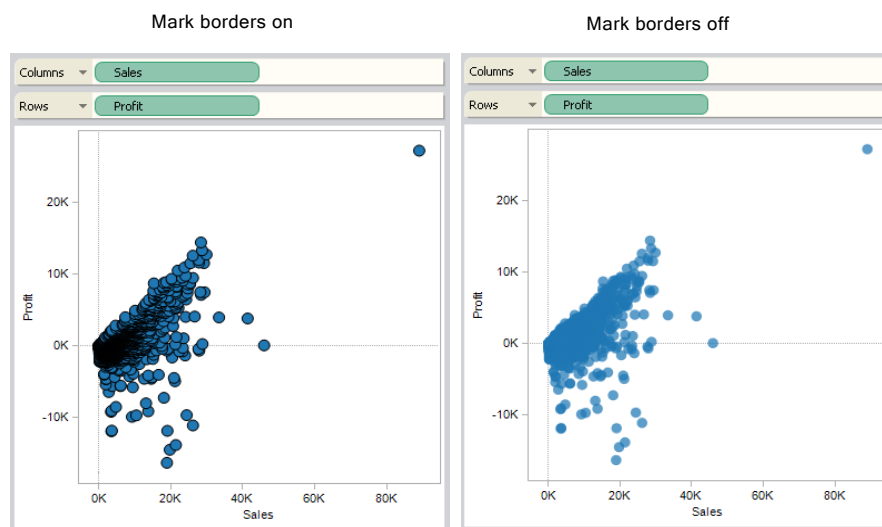 Mark borders on
Mark borders off
Columns Sales
Rows Profit
20K
10K
0K
-10K
Profit
0K 20K 40K 60K 80K
Sales
Columns Sales
Rows Profit
20K
10K
0K
-10K
Profit
0K 20K 40K 60K 80K
Sales